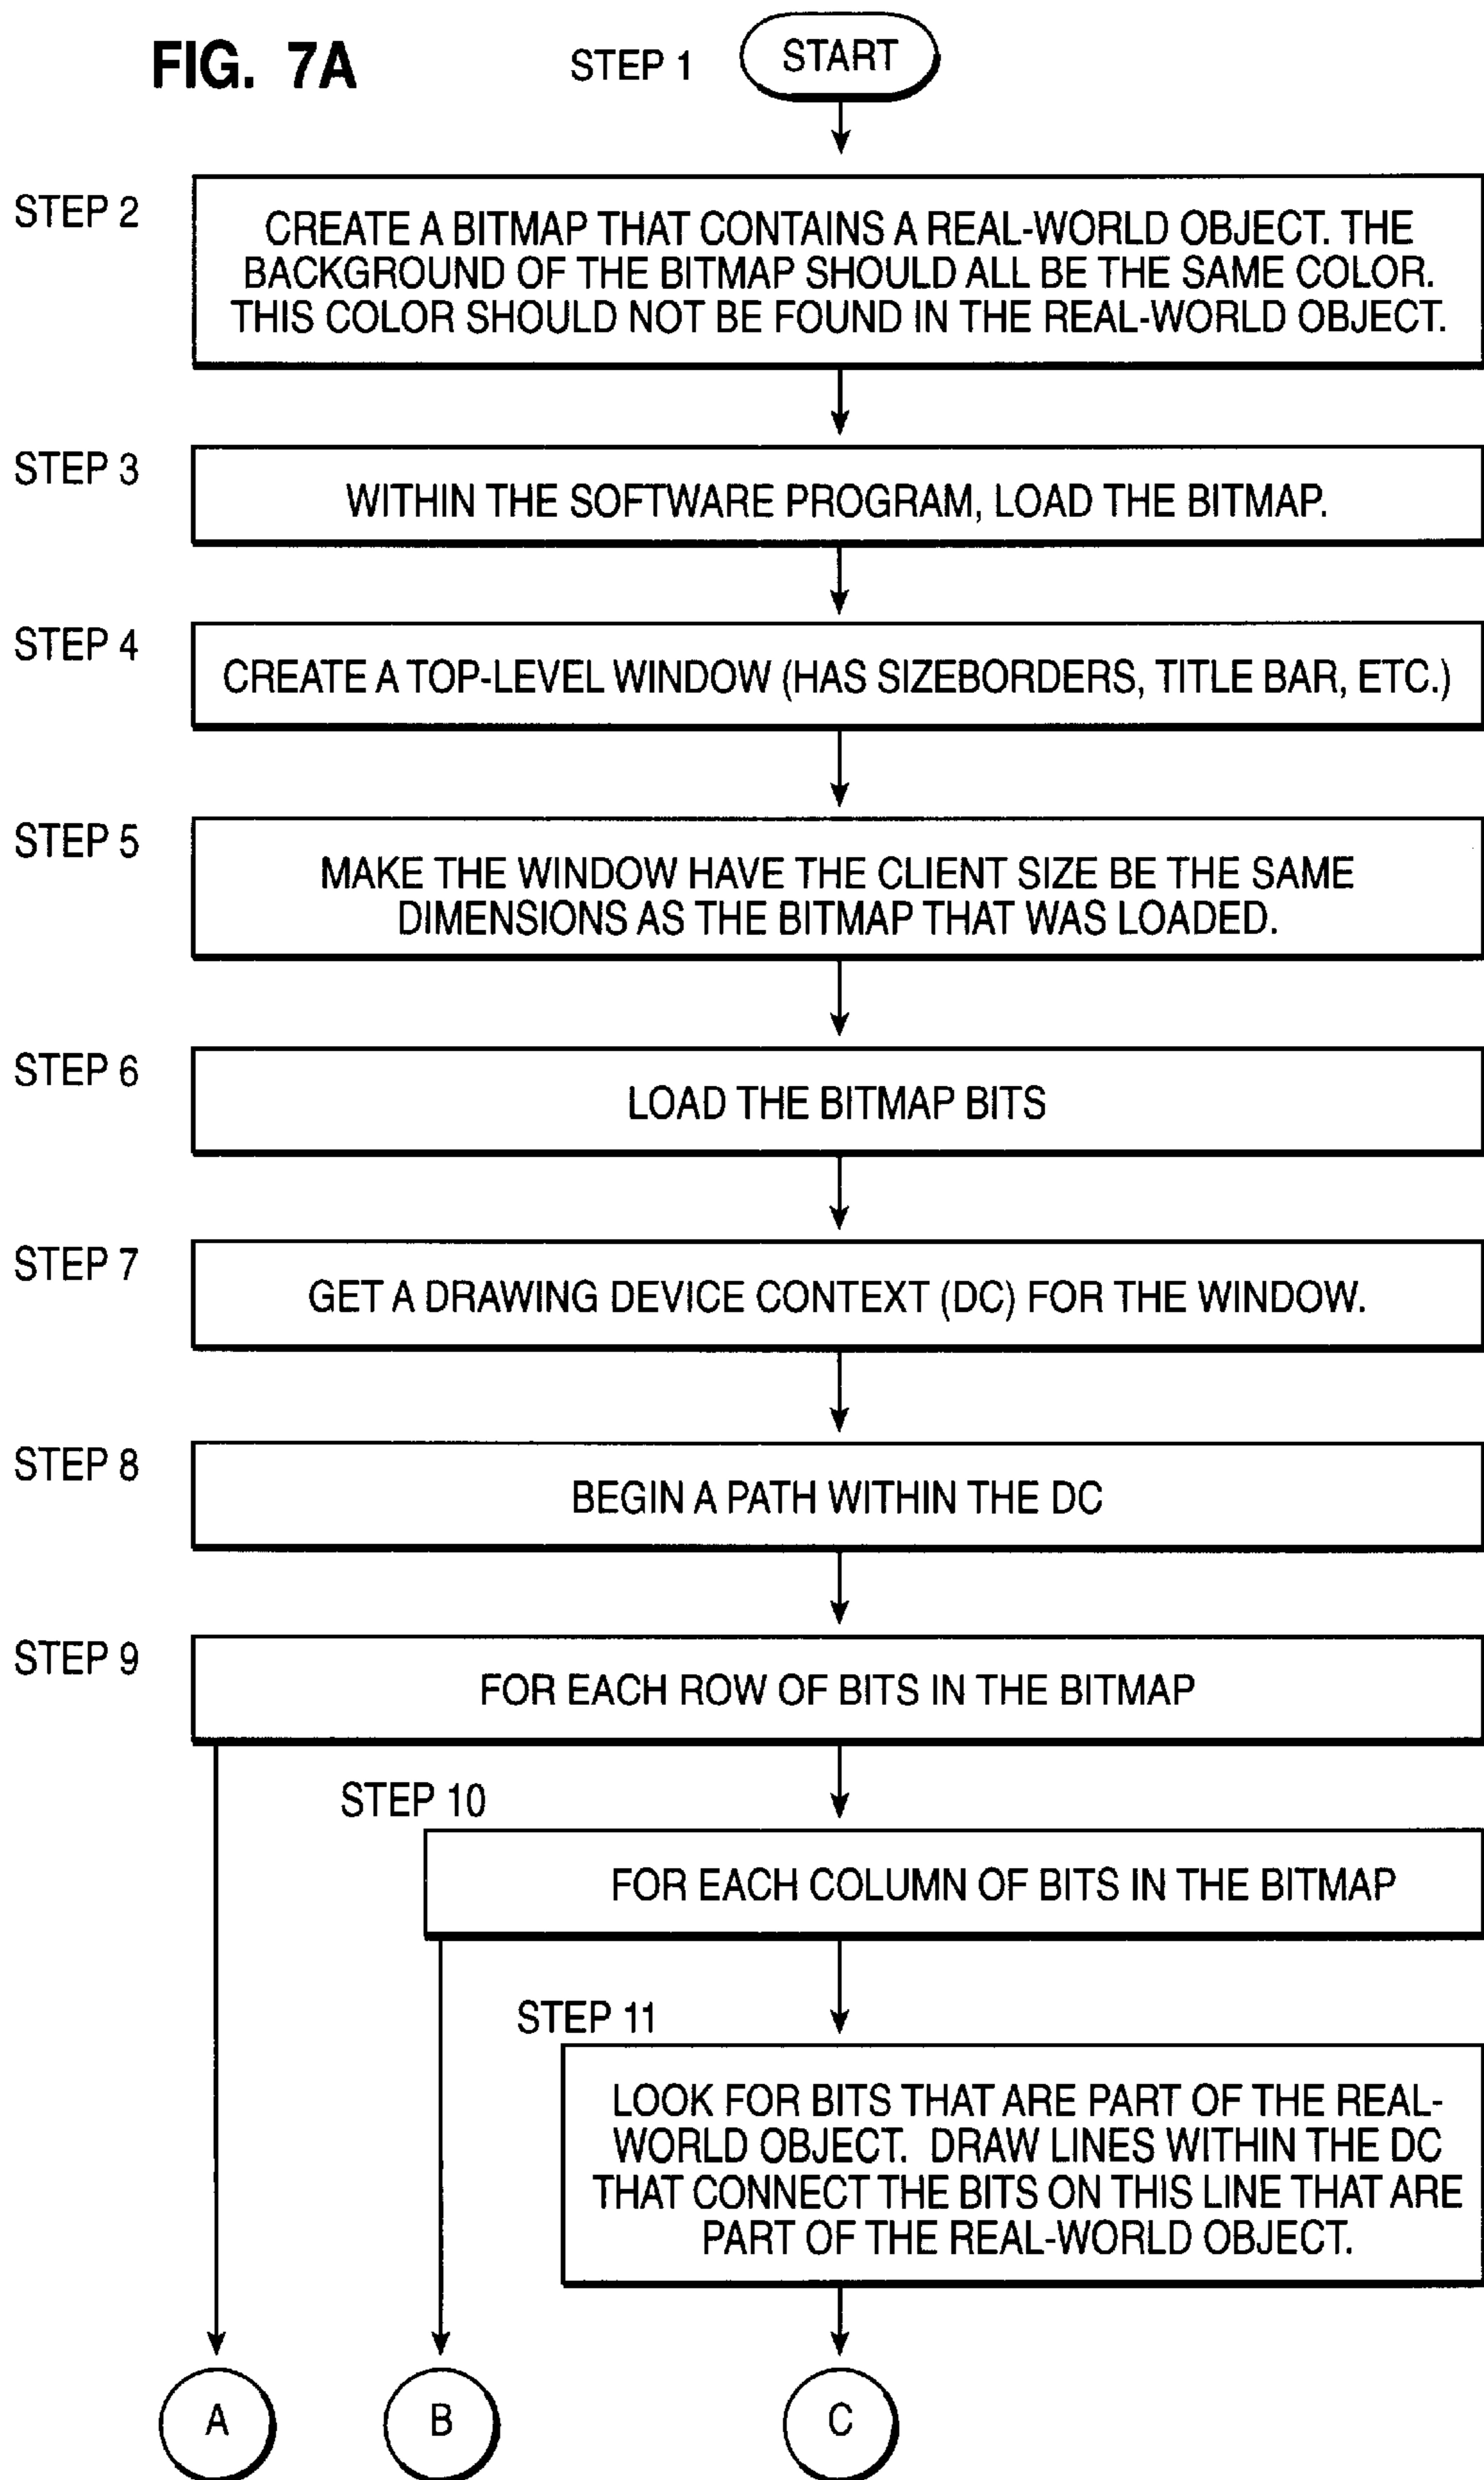 FIG. 7A
STEP 1
START
STEP 2
CREATE A BITMAP THAT CONTAINS A REAL-WORLD OBJECT. THE
BACKGROUND OF THE BITMAP SHOULD ALL BE THE SAME COLOR.
THIS COLOR SHOULD NOT BE FOUND IN THE REAL-WORLD OBJECT.
STEP 3
WITHIN THE SOFTWARE PROGRAM, LOAD THE BITMAP.
STEP 4
CREATE A TOP-LEVEL WINDOW (HAS SIZEBORDERS, TITLE BAR, ETC.)
STEP 5
MAKE THE WINDOW HAVE THE CLIENT SIZE BE THE SAME
DIMENSIONS AS THE BITMAP THAT WAS LOADED.
STEP 6
LOAD THE BITMAP BITS
STEP 7
GET A DRAWING DEVICE CONTEXT (DC) FOR THE WINDOW.
STEP 8
BEGIN A PATH WITHIN THE DC
STEP 9
FOR EACH ROW OF BITS IN THE BITMAP
STEP 10
FOR EACH COLUMN OF BITS IN THE BITMAP
STEP 11
LOOK FOR BITS THAT ARE PART OF THE REAL-
WORLD OBJECT. DRAW LINES WITHIN THE DC
THAT CONNECT THE BITS ON THIS LINE THAT ARE
PART OF THE REAL-WORLD OBJECT.
A
B
C